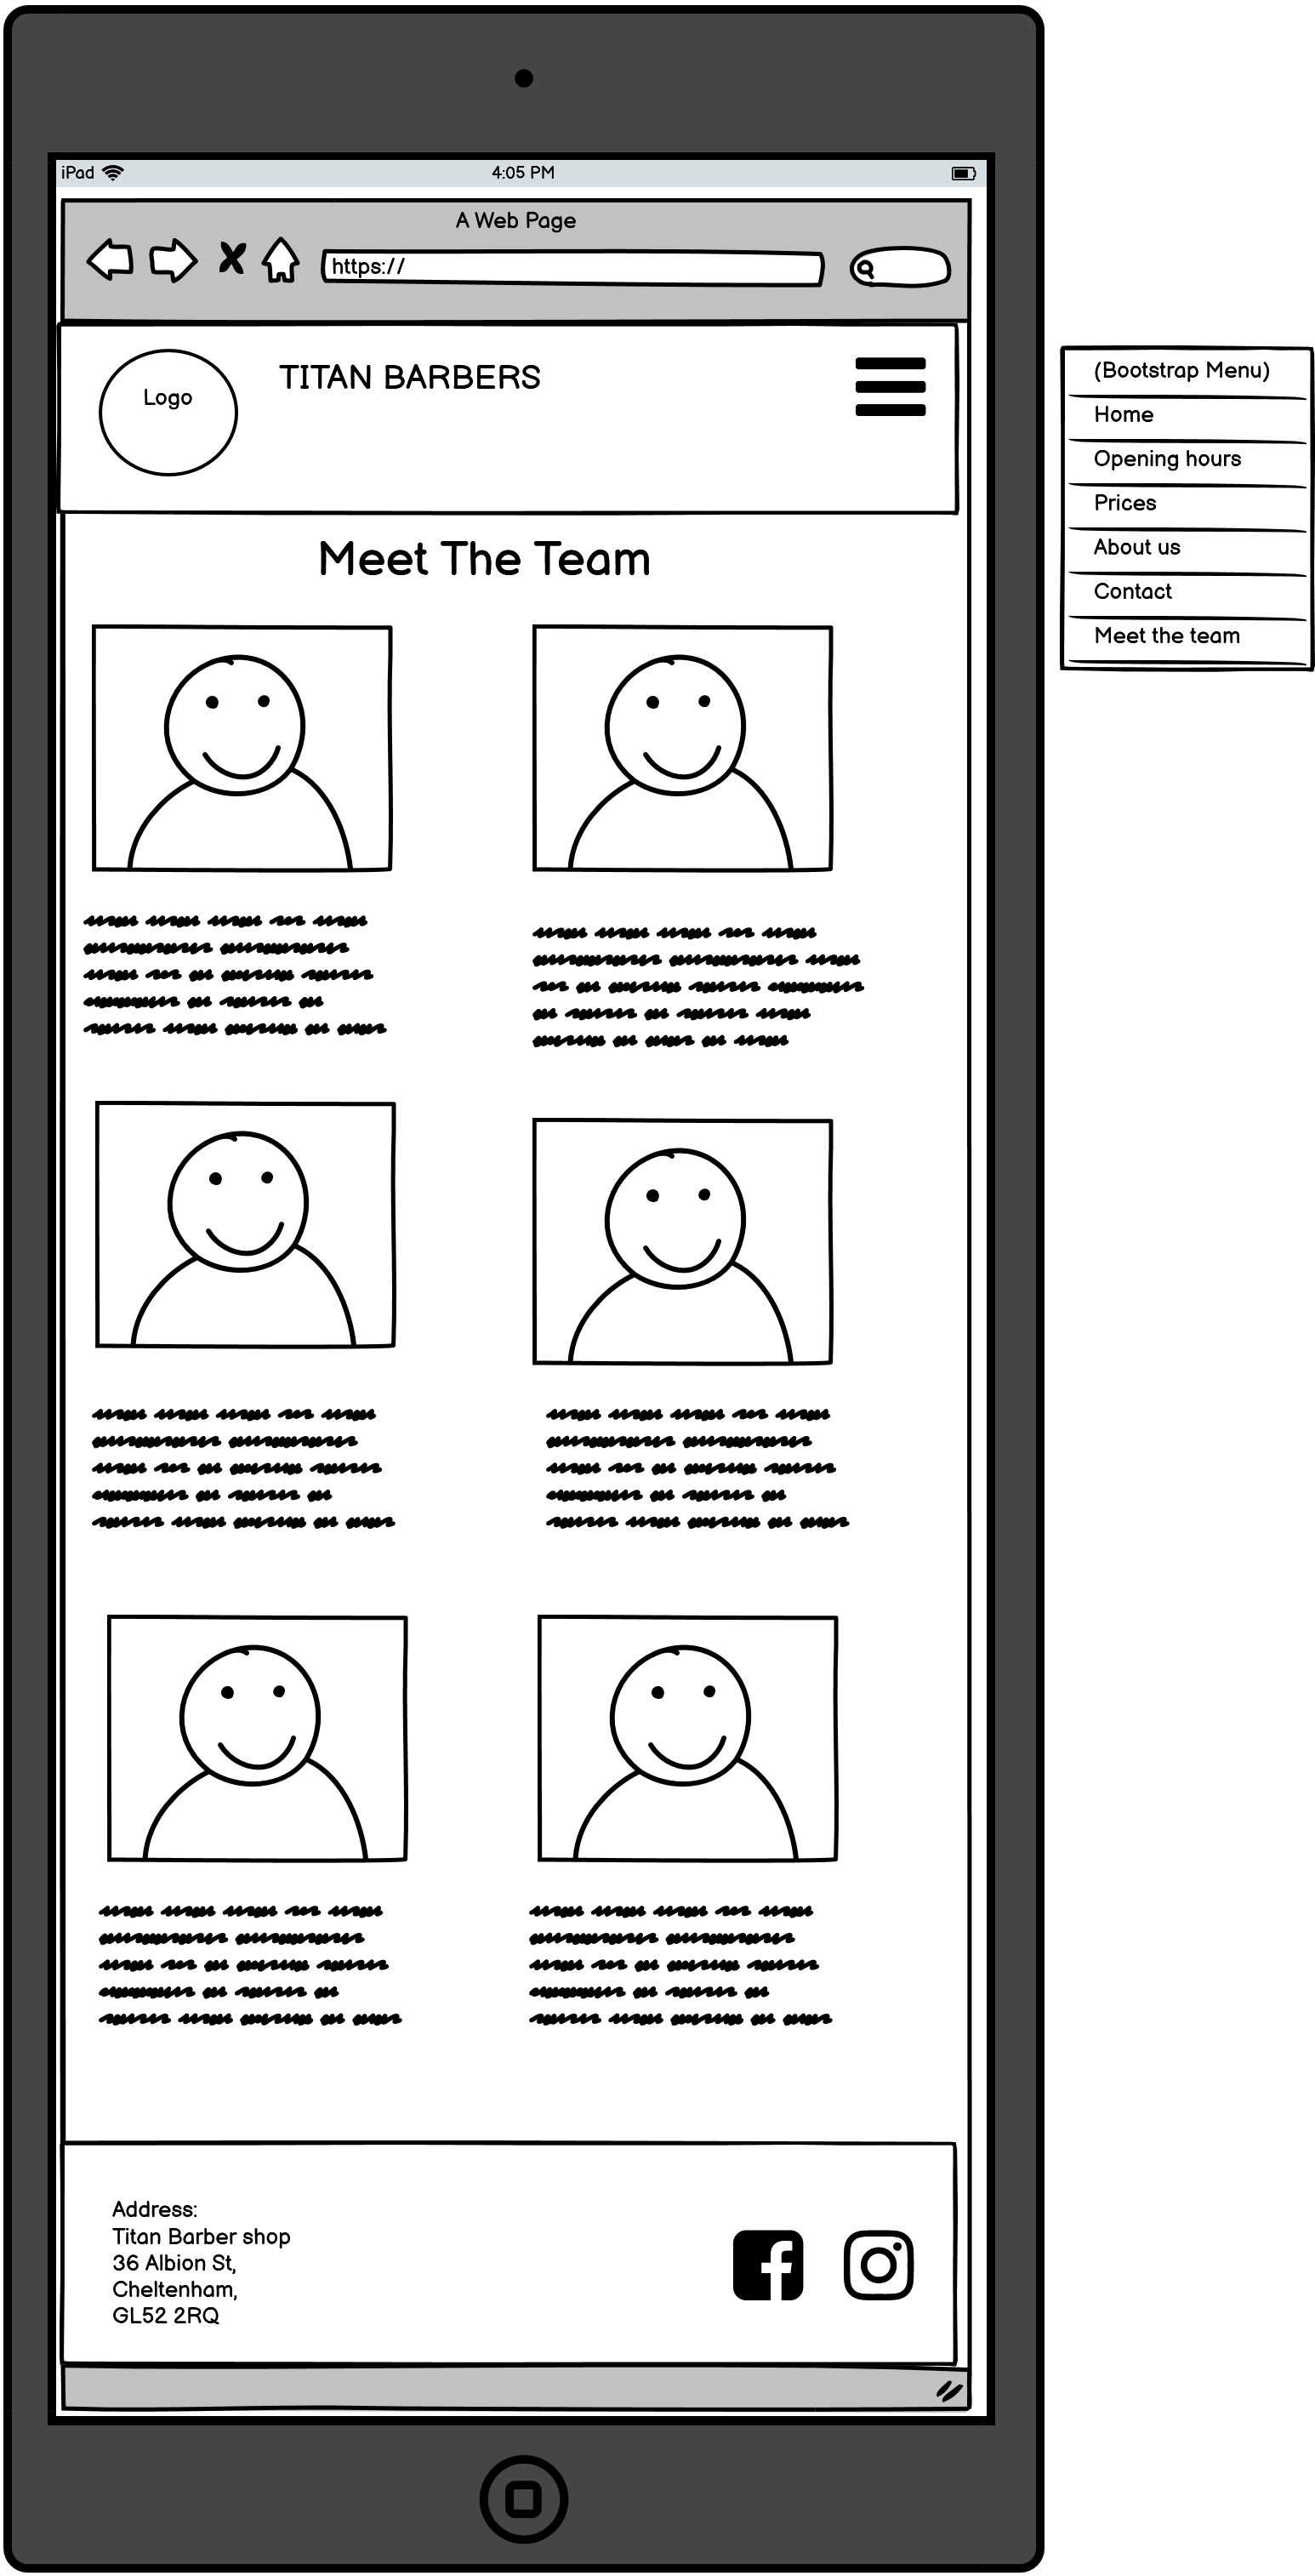 iPad
4:05 PM
A Web Page
https://
Logo
TITAN BARBERS
(Bootstrap Menu)
Home
Opening hours
Prices
About us
Contact
Meet the team
Meet The Team
Address:
Titan Barber shop
36 Albion St,
Cheltenham,
GL52 2RQ